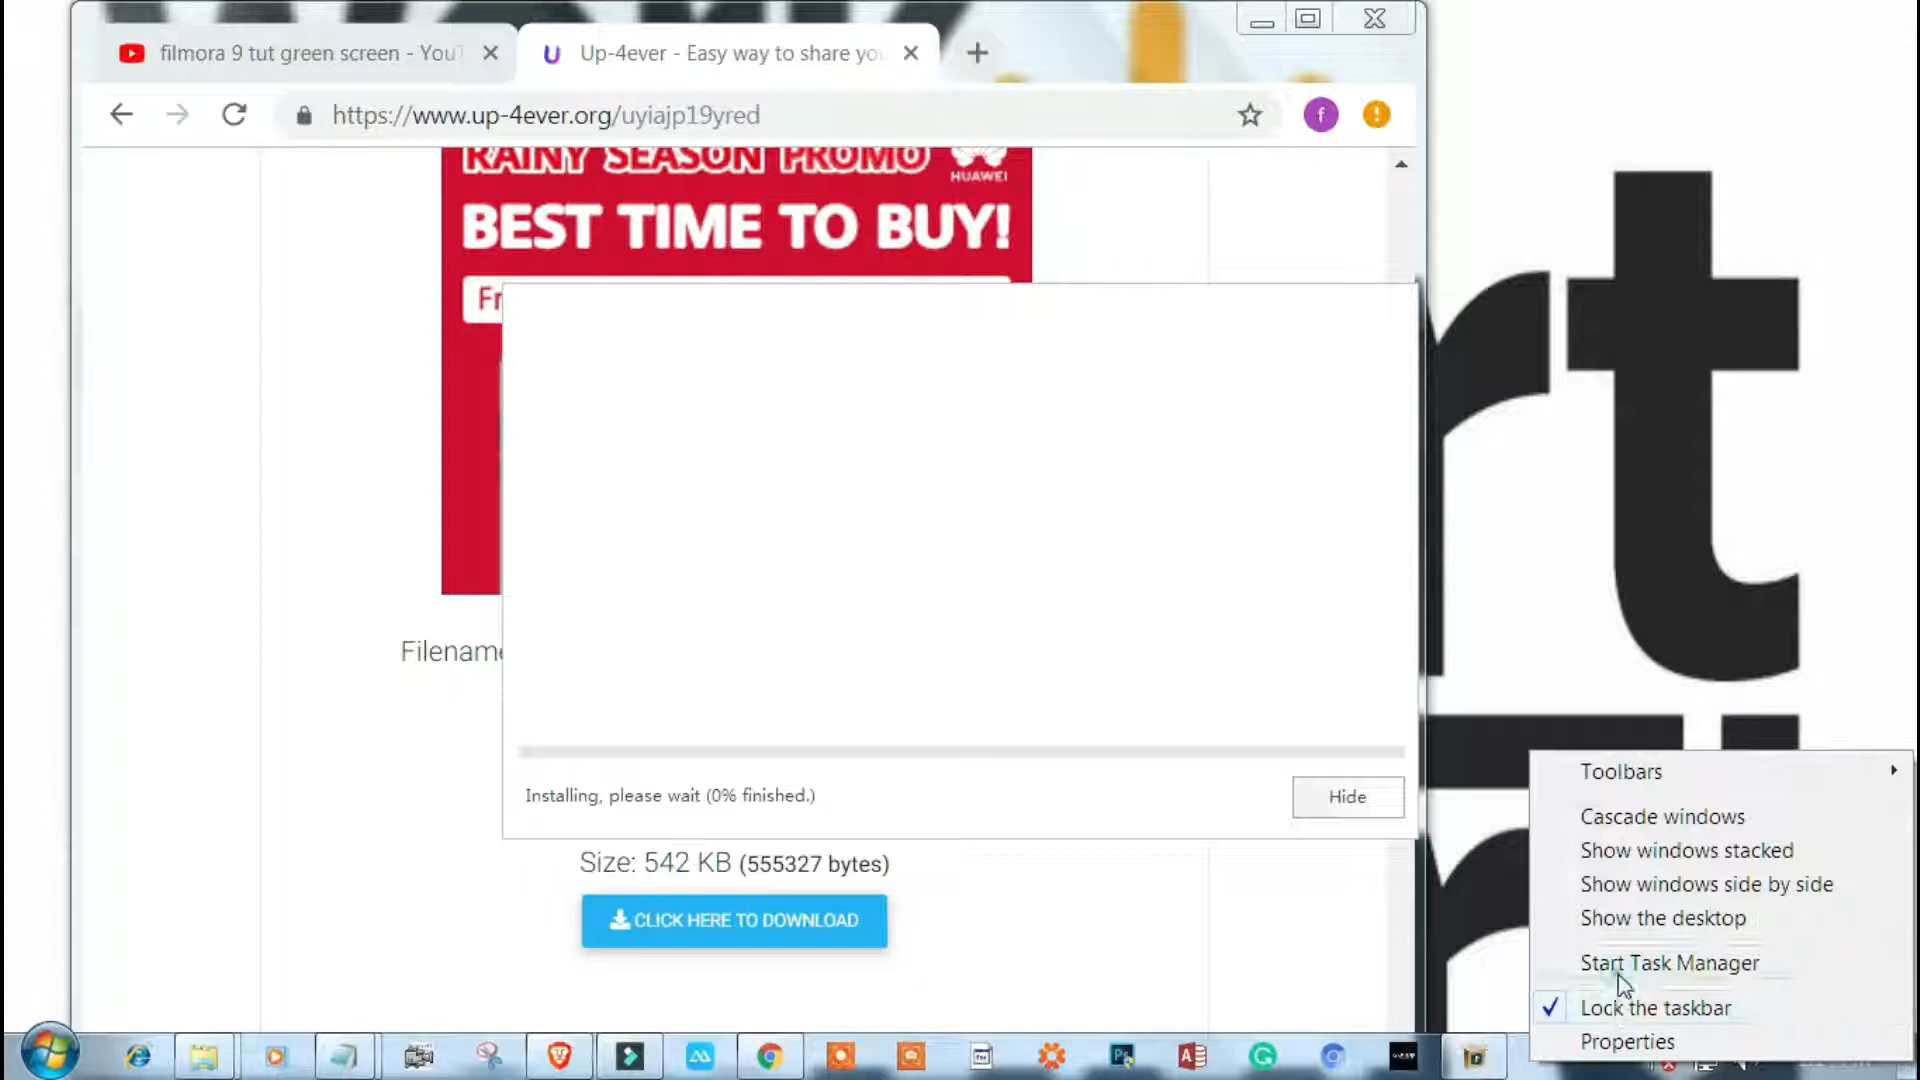 filmora 9 tut green screen - YouT
Up-4ever - Easy way to share you
https://www.up-4ever.org/uyiajp19yred
RAINY SEASON PROMO
HUAWEI
BEST TIME TO BUY!
Fr
Filename
Installing, please wait (0% finished.)
Hide
Size: 542 KB (555327 bytes)
CLICK HERE TO DOWNLOAD
Toolbars
Cascade windows
Show windows stacked
Show windows side by side
Show the desktop
Start Task Manager
Lock the taskbar
Properties
rt